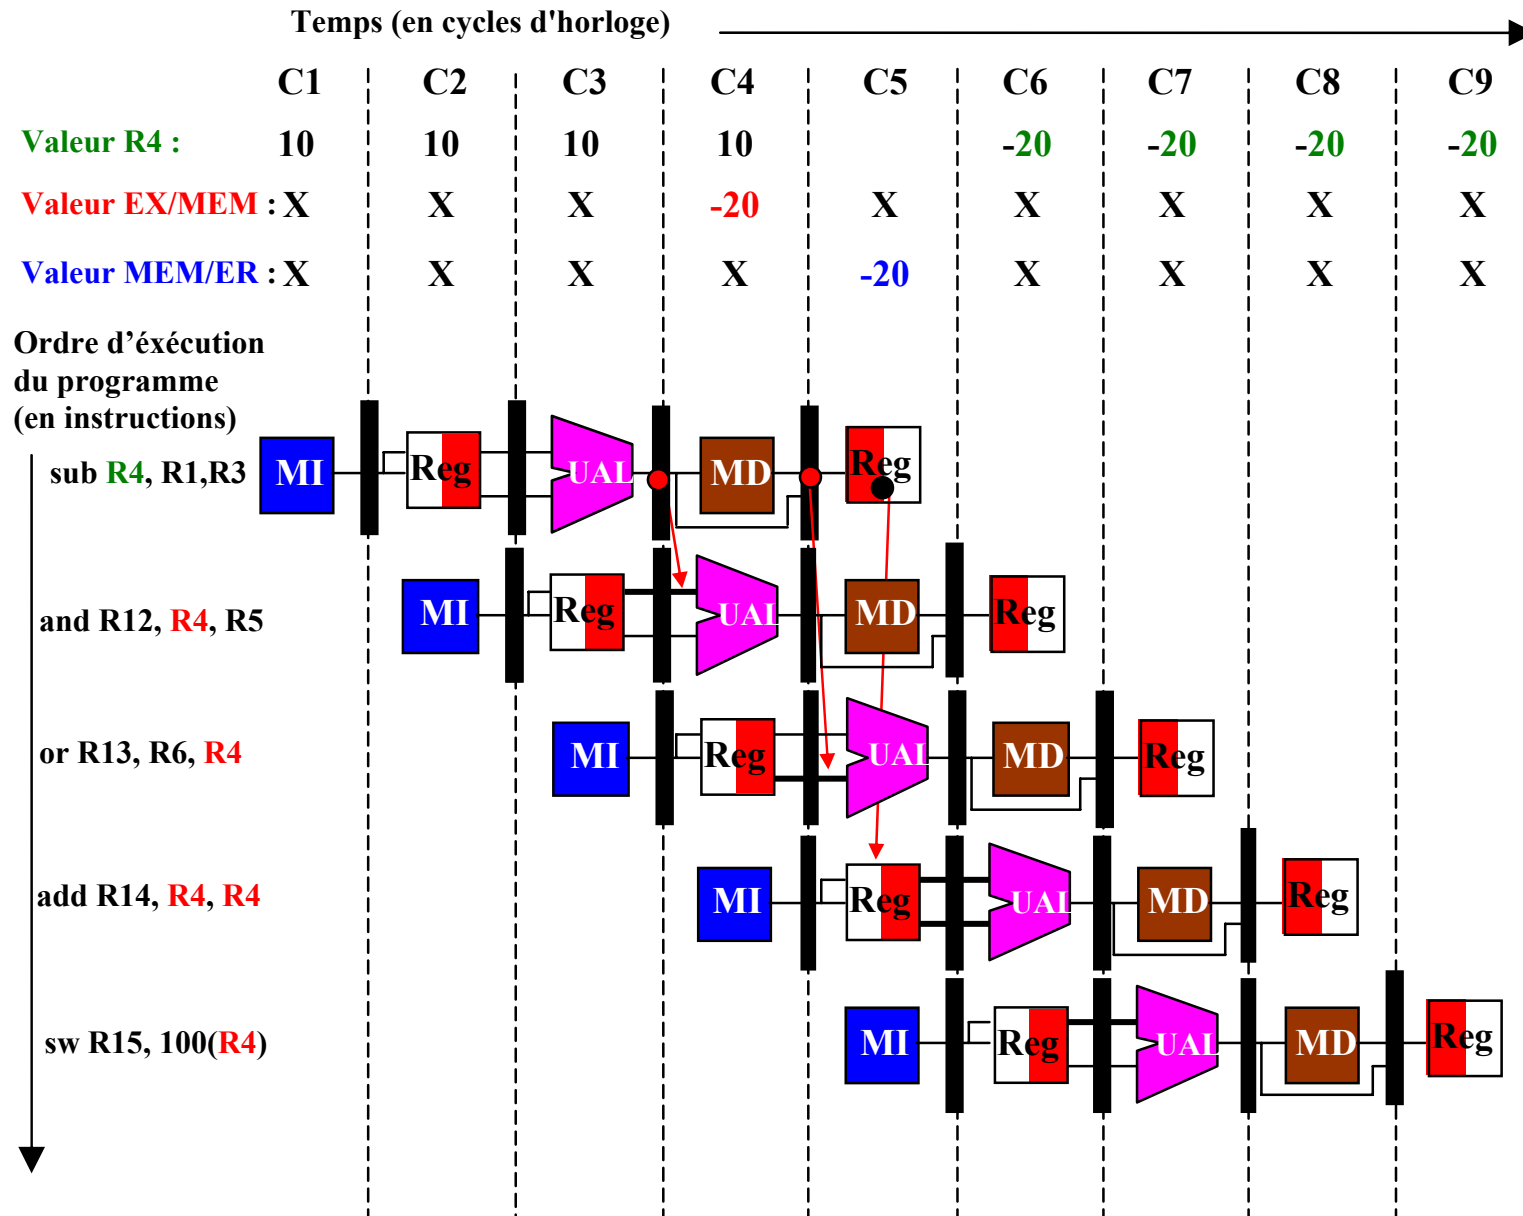 Temps (en cycles d'horloge)
C1 C2 C3 C4 C5 C6 C7 C8 C9
Valeur R4 : 10 10 10 10 -20 -20 -20 -20
Valeur EX/MEM : X X X -20 X X X X X
Valeur MEM/ER : X X X X -20 X X X X
Ordre d’éxécution
du programme
(en instructions)
sub R4, R1,R3 MI Reg UAL MD Reg
and R12, R4, R5 MI Reg UAL MD Reg
or R13, R6, R4 MI Reg UAL MD Reg
add R14, R4, R4 MI Reg UAL MD Reg
sw R15, 100(R4) MI Reg UAL MD Reg